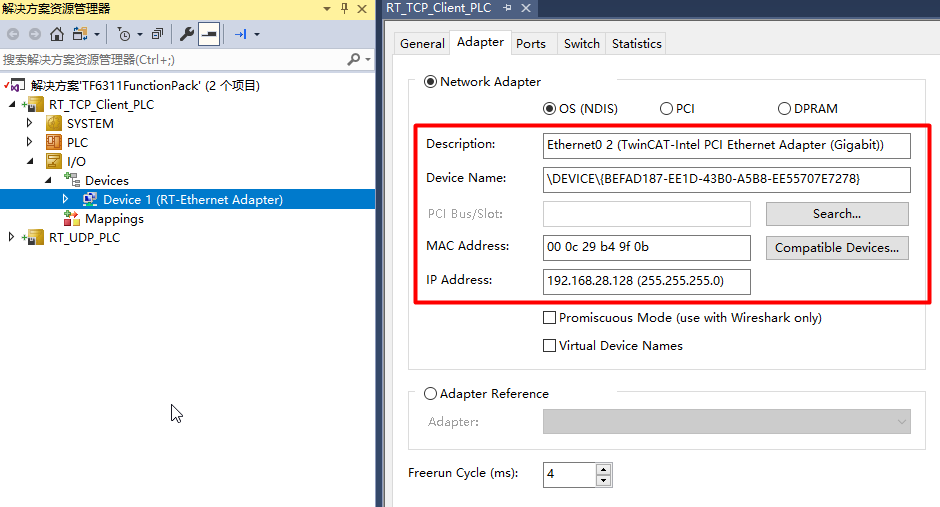 解决方案资源管理器
搜索解决方案资源管理器(Ctrl+;)
解决方案'TF6311FunctionPack' (2 个项目)
RT_TCP_Client_PLC
SYSTEM
PLC
I/O
Devices
Device 1 (RT-Ethernet Adapter)
Mappings
RT_UDP_PLC
RT_TCP_Client_PLC
General Adapter Ports Switch Statistics
Network Adapter
OS (NDIS) PCI DPRAM
Description: Ethernet0 2 (TwinCAT-Intel PCI Ethernet Adapter (Gigabit))
Device Name: \DEVICE\{BEFAD187-EE1D-43B0-A5B8-EE55707E7278}
PCI Bus/Slot: Search...
MAC Address: 00 0c 29 b4 9f 0b Compatible Devices...
IP Address: 192.168.28.128 (255.255.255.0)
Promiscuous Mode (use with Wireshark only)
Virtual Device Names
Adapter Reference
Adapter:
Freerun Cycle (ms): 4